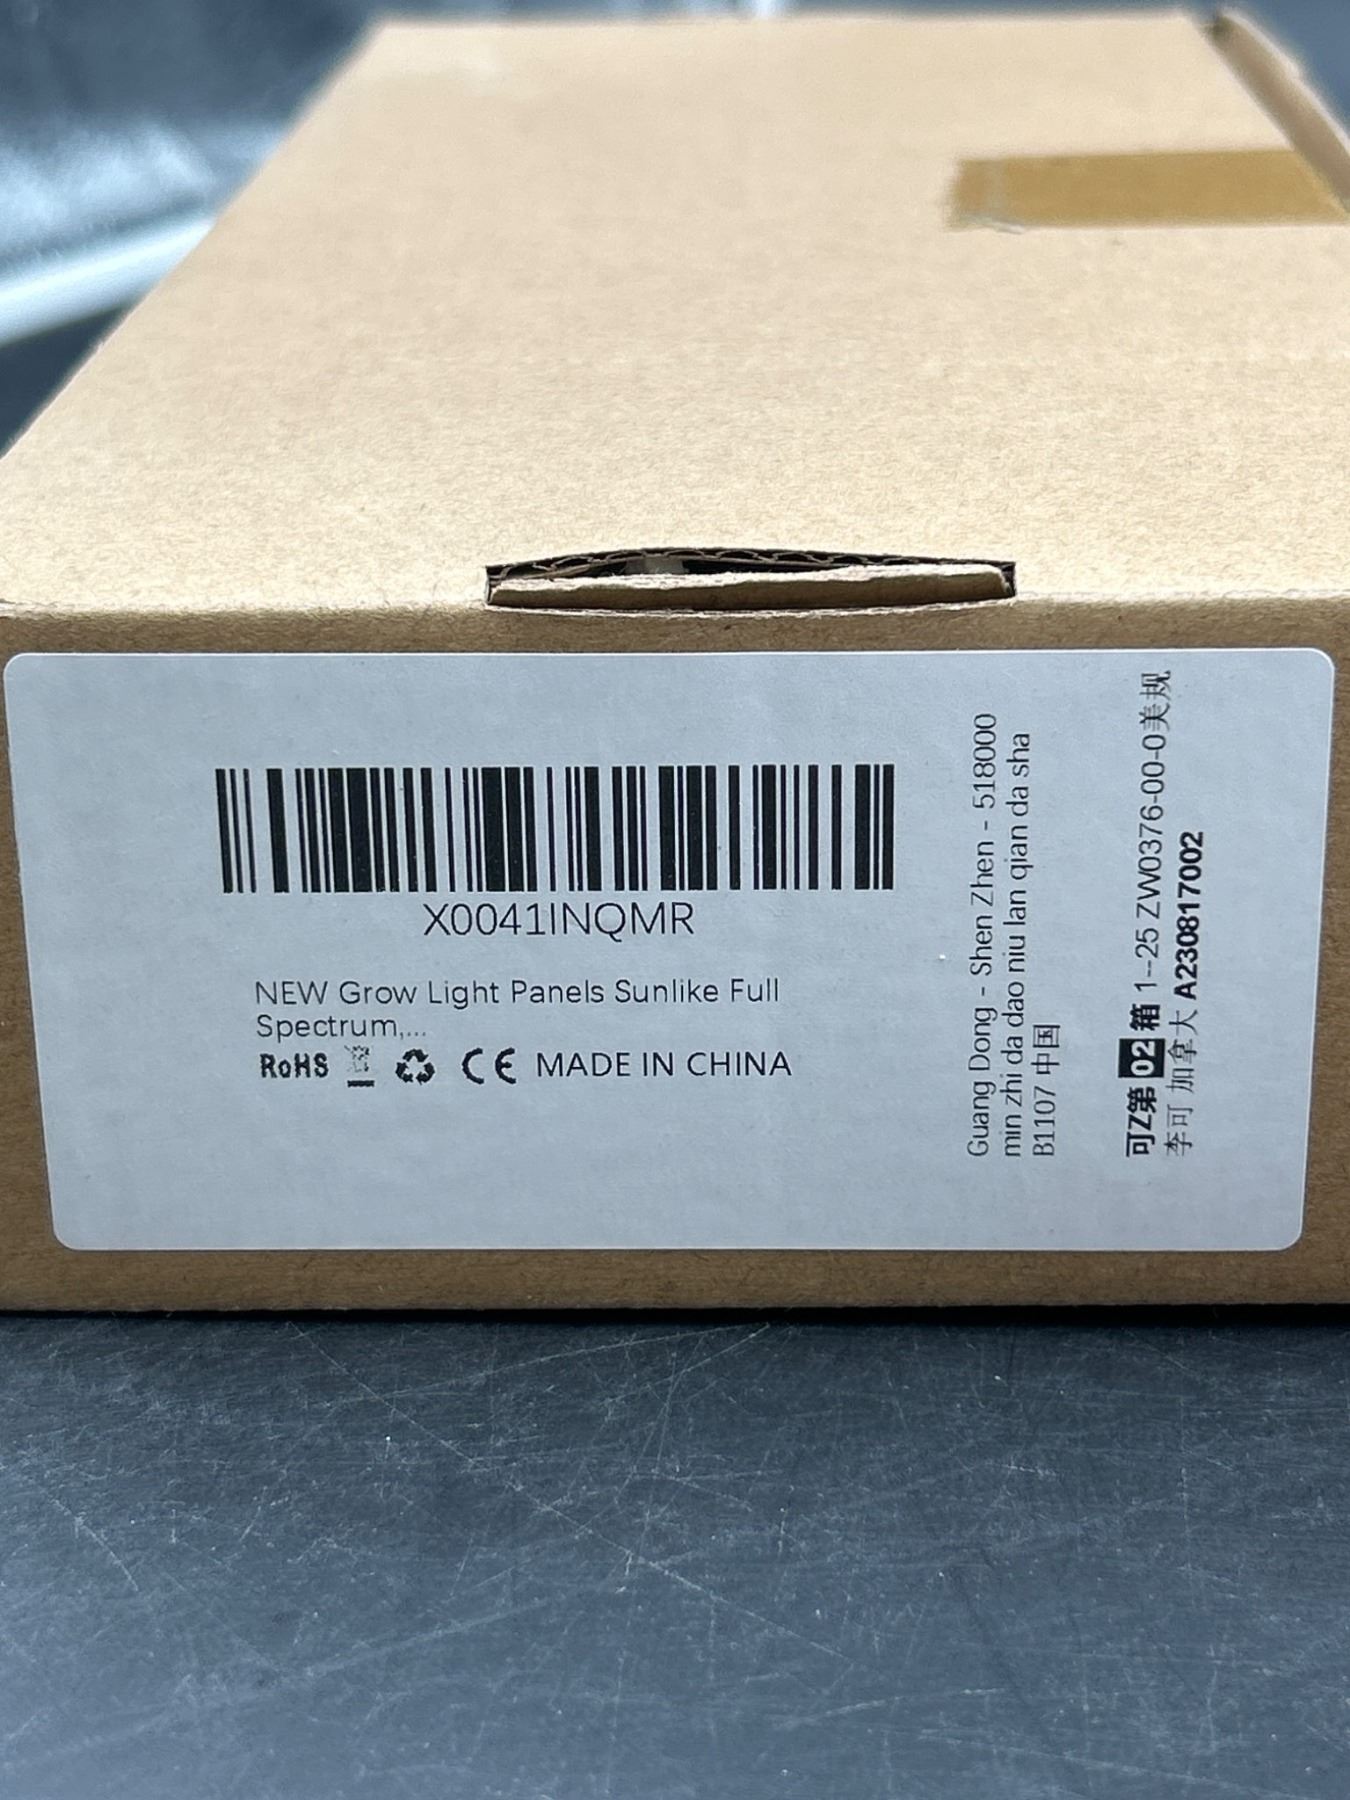 X0041INQMR
NEW Grow Light Panels Sunlike Full
Spectrum,...
RoHS CE MADE IN CHINA
Guang Dong - Shen Zhen - 518000
min zhi da dao niu lan qian da sha
B1107 中国
可Z第 02 箱 1--25 ZW0376-00-0美规
李可 加拿大 A230817002